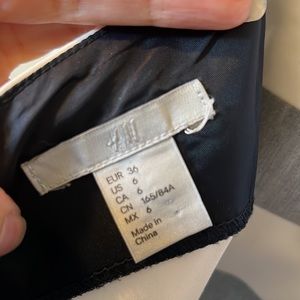 H&M
EUR 36
US 6
CA 6
CN 165/84A
MX 6
Made in
China